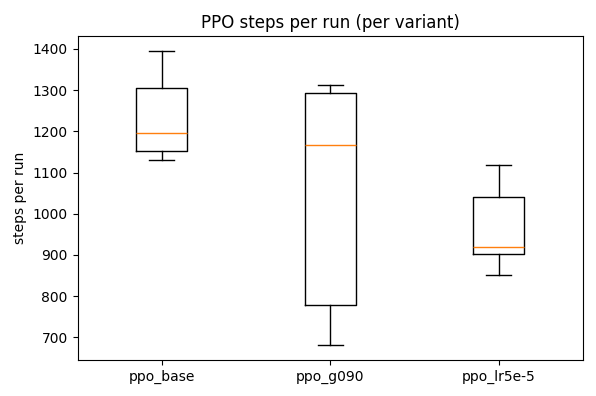 PPO steps per run (per variant)
steps per run
1400
1300
1200
1100
1000
900
800
700
ppo_base
ppo_g090
ppo_lr5e-5